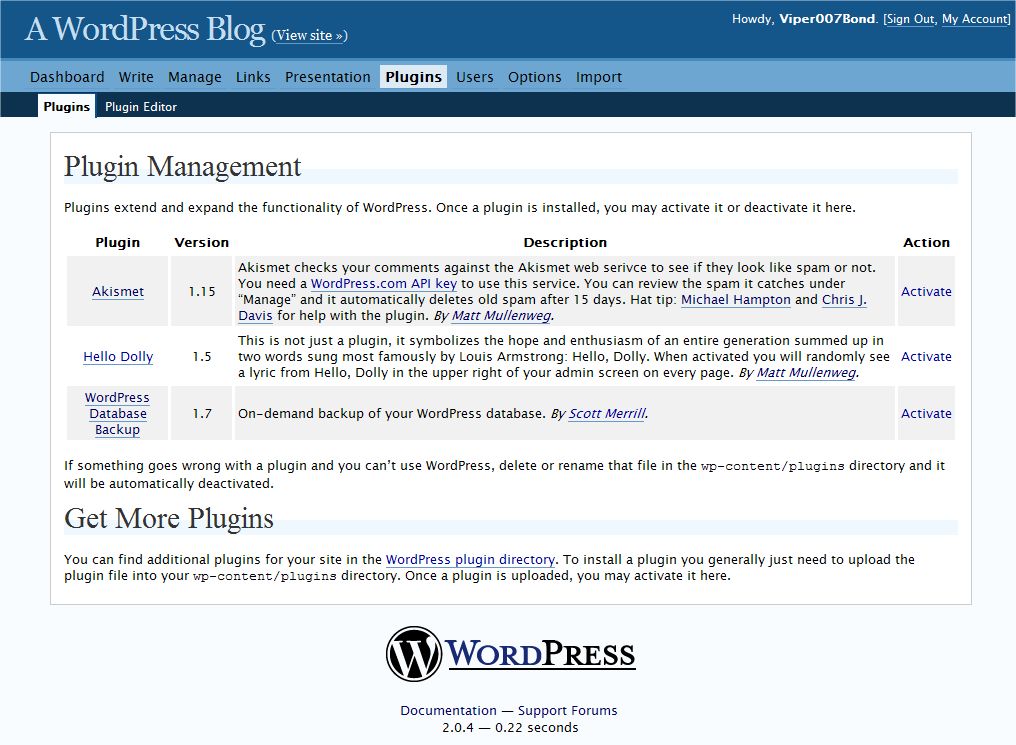 A WordPress Blog (View site »)
Howdy, Viper007Bond. [Sign Out, My Account]
Dashboard Write Manage Links Presentation Plugins Users Options Import
Plugins Plugin Editor
Plugin Management
Plugins extend and expand the functionality of WordPress. Once a plugin is installed, you may activate it or deactivate it here.
Plugin Version Description Action
Akismet
1.15
Akismet checks your comments against the Akismet web serivce to see if they look like spam or not.
You need a WordPress.com API key to use this service. You can review the spam it catches under
“Manage” and it automatically deletes old spam after 15 days. Hat tip: Michael Hampton and Chris J.
Davis for help with the plugin. By Matt Mullenweg.
Activate
Hello Dolly
1.5
This is not just a plugin, it symbolizes the hope and enthusiasm of an entire generation summed up in
two words sung most famously by Louis Armstrong: Hello, Dolly. When activated you will randomly see
a lyric from Hello, Dolly in the upper right of your admin screen on every page. By Matt Mullenweg.
Activate
WordPress
Database
Backup
1.7
On-demand backup of your WordPress database. By Scott Merrill.
Activate
If something goes wrong with a plugin and you can’t use WordPress, delete or rename that file in the wp-content/plugins directory and it
will be automatically deactivated.
Get More Plugins
You can find additional plugins for your site in the WordPress plugin directory. To install a plugin you generally just need to upload the
plugin file into your wp-content/plugins directory. Once a plugin is uploaded, you may activate it here.
WORDPRESS
Documentation — Support Forums
2.0.4 — 0.22 seconds